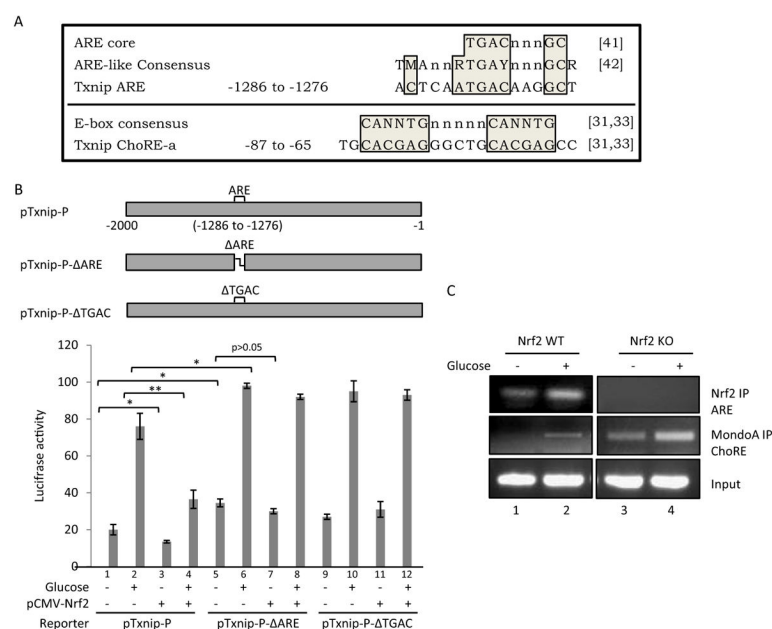 A
ARE core TGACnnnGC [41]
ARE-like Consensus TMAnnRTGAYnnnGCR [42]
Txnip ARE -1286 to -1276 ACTCAATGACAAGGCT
E-box consensus CANNTGnnnnnCANNTG [31,33]
Txnip ChoRE-a -87 to -65 TGCACGAGGGCTGCACGAGCC [31,33]
B
ARE
pTxnip-P
-2000 (-1286 to -1276) -1
ΔARE
pTxnip-P-ΔARE
ΔTGAC
pTxnip-P-ΔTGAC
Lucifrase activity
120
100
80
60
40
20
0
* p>0.05
*
**
*
1 2 3 4 5 6 7 8 9 10 11 12
Glucose - + - + - + - + - + - +
pCMV-Nrf2 - - + + - - + + - - + +
Reporter pTxnip-P pTxnip-P-ΔARE pTxnip-P-ΔTGAC
C
Nrf2 WT Nrf2 KO
Glucose - + - +
Nrf2 IP
ARE
MondoA IP
ChoRE
Input
1 2 3 4